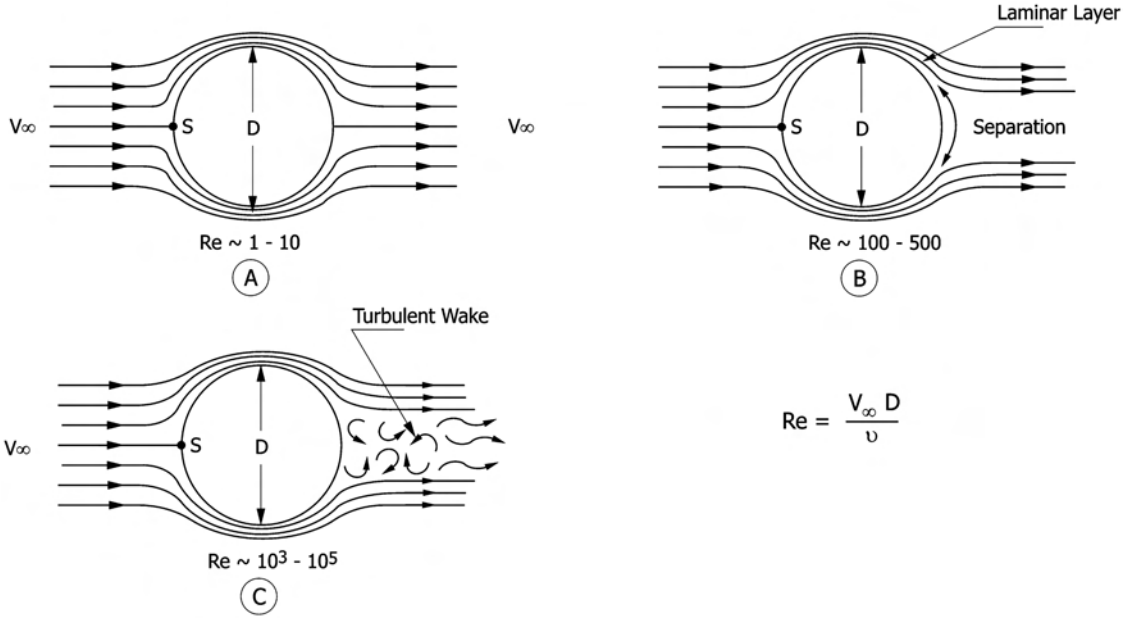 Laminar Layer
V∞
S
D
V∞
S
D
Separation
Re ~ 1 - 10
Re ~ 100 - 500
A
B
Turbulent Wake
V∞
S
D
Re = V∞ D / υ
Re ~ 10³ - 10⁵
C